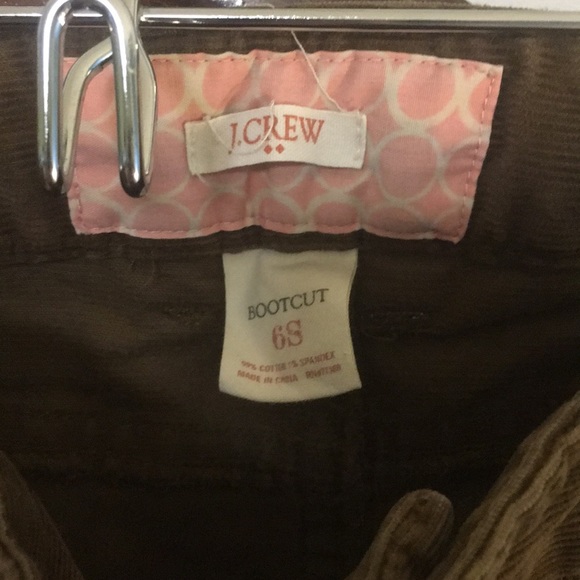 J.CREW
BOOTCUT
6S
99% COTTON 1% SPANDEX
MADE IN CHINA